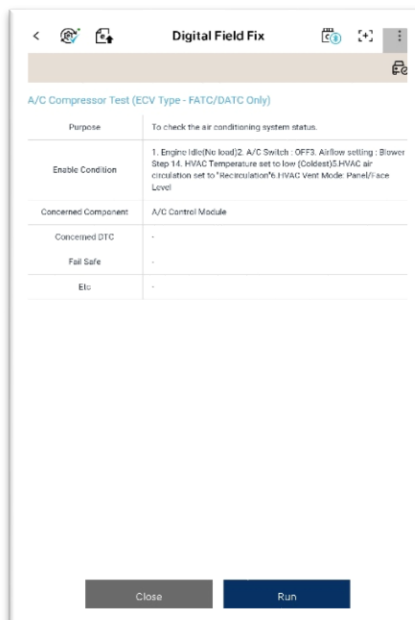 Digital Field Fix
A/C Compressor Test (ECV Type - FATC/DATC Only)
Purpose
To check the air conditioning system status.
Enable Condition
1. Engine Idle(No load)2. A/C Switch : OFF3. Airflow setting : Blower
Step 14. HVAC Temperature set to low (Coldest)5.HVAC air
circulation set to "Recirculation"6.HVAC Vent Mode: Panel/Face
Level
Concerned Component
A/C Control Module
Concerned DTC
-
Fail Safe
-
Etc
-
Close
Run